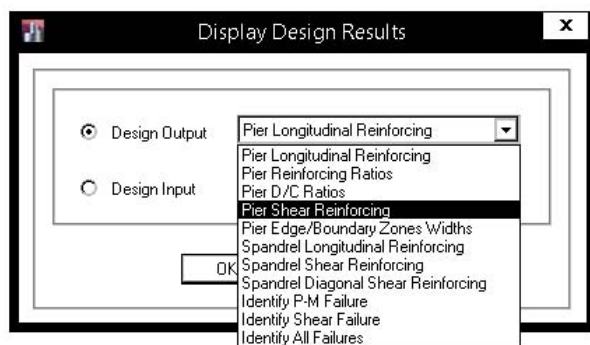 Display Design Results
X
Design Output
Pier Longitudinal Reinforcing
Pier Longitudinal Reinforcing
Pier Reinforcing Ratios
Pier D/C Ratios
Pier Shear Reinforcing
Pier Edge/Boundary Zones Widths
Spandrel Longitudinal Reinforcing
Spandrel Shear Reinforcing
Spandrel Diagonal Shear Reinforcing
Identify P-M Failure
Identify Shear Failure
Identify All Failures
Design Input
OK